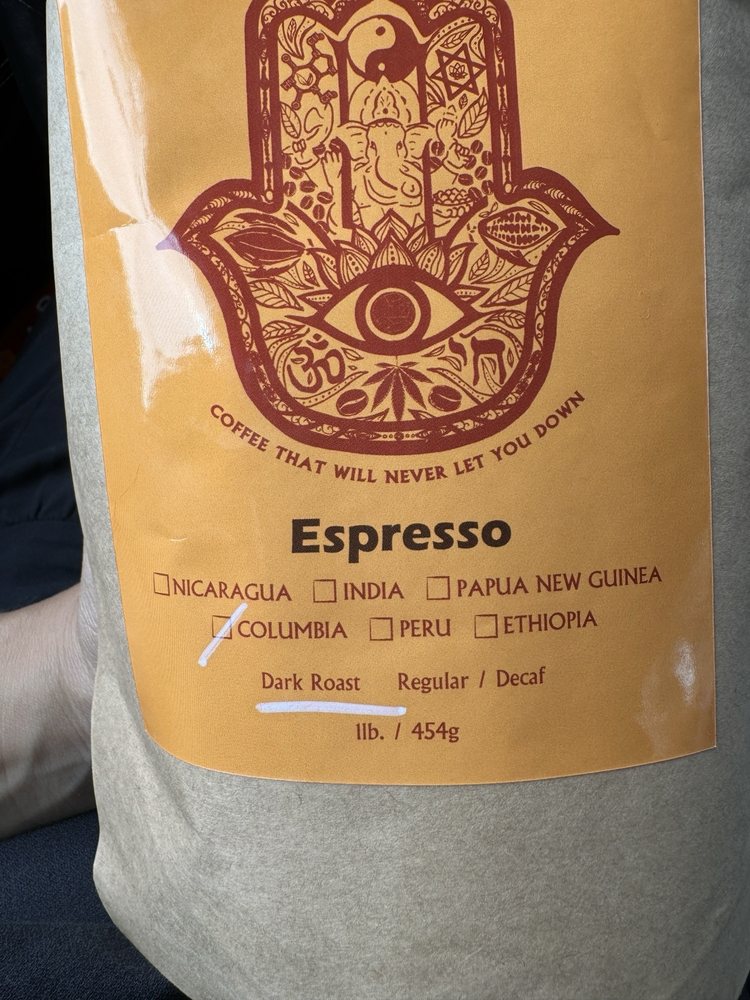 ॐ
חי
COFFEE THAT WILL NEVER LET YOU DOWN
Espresso
☐ NICARAGUA ☐ INDIA ☐ PAPUA NEW GUINEA
☐ COLUMBIA ☐ PERU ☐ ETHIOPIA
Dark Roast Regular / Decaf
1lb. / 454g